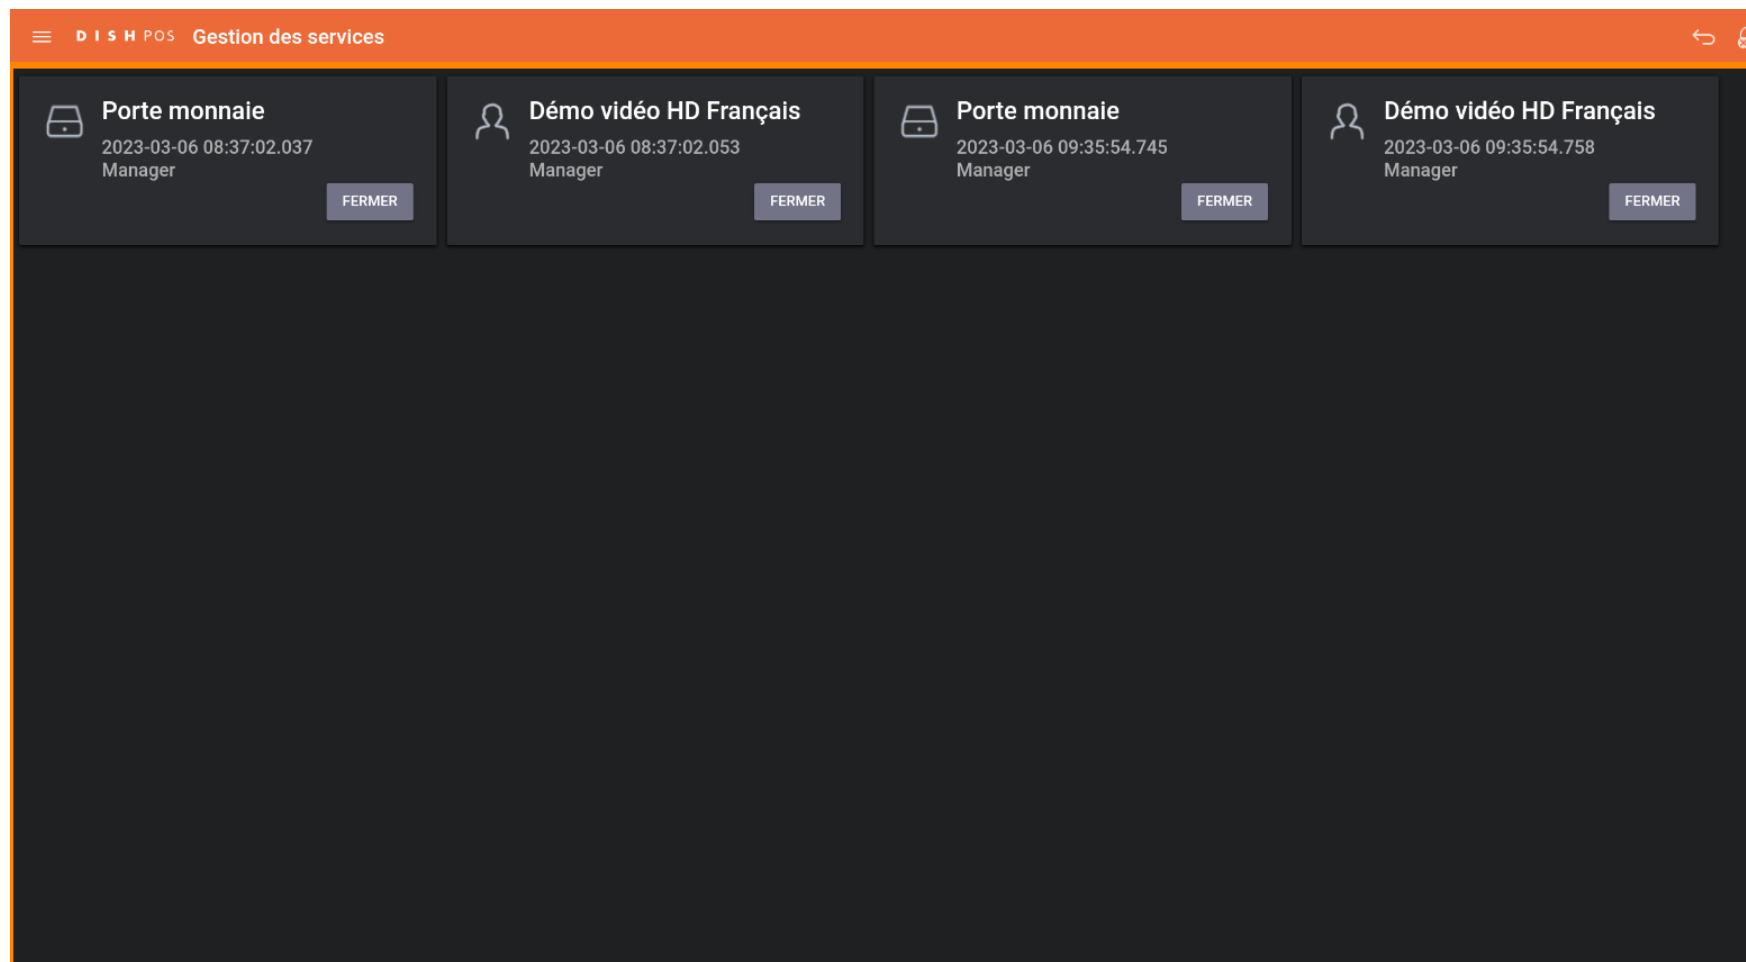 DISH POS Gestion des services
Porte monnaie
2023-03-06 08:37:02.037
Manager
FERMER
Démo vidéo HD Français
2023-03-06 08:37:02.053
Manager
FERMER
Porte monnaie
2023-03-06 09:35:54.745
Manager
FERMER
Démo vidéo HD Français
2023-03-06 09:35:54.758
Manager
FERMER